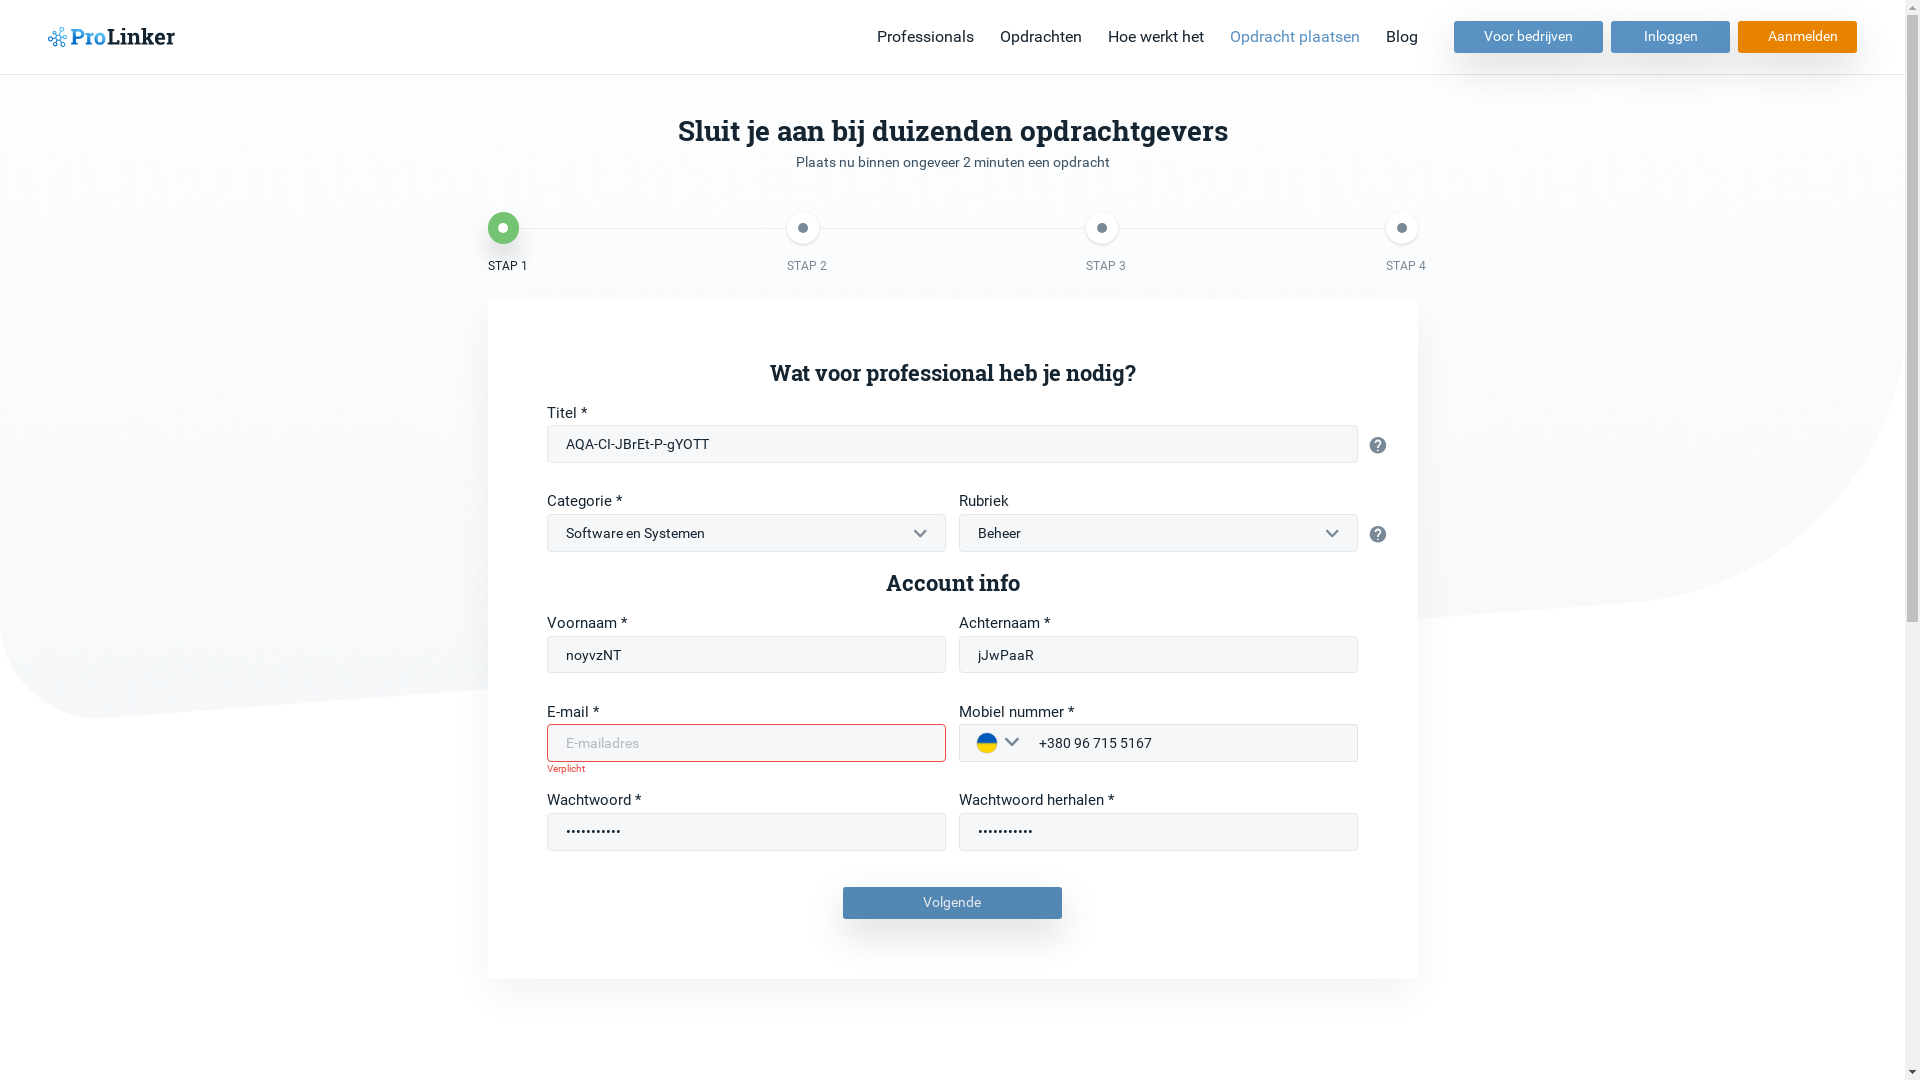 ProLinker
Professionals Opdrachten Hoe werkt het Opdracht plaatsen Blog Voor bedrijven Inloggen Aanmelden
Sluit je aan bij duizenden opdrachtgevers
Plaats nu binnen ongeveer 2 minuten een opdracht
STAP 1 STAP 2 STAP 3 STAP 4
Wat voor professional heb je nodig?
Titel *
AQA-CI-JBrEt-P-gYOTT
Categorie * Rubriek
Software en Systemen Beheer
Account info
Voornaam * Achternaam *
noyvzNT jJwPaaR
E-mail * Mobiel nummer *
E-mailadres +380 96 715 5167
Verplicht
Wachtwoord * Wachtwoord herhalen *
••••••••••• •••••••••••
Volgende